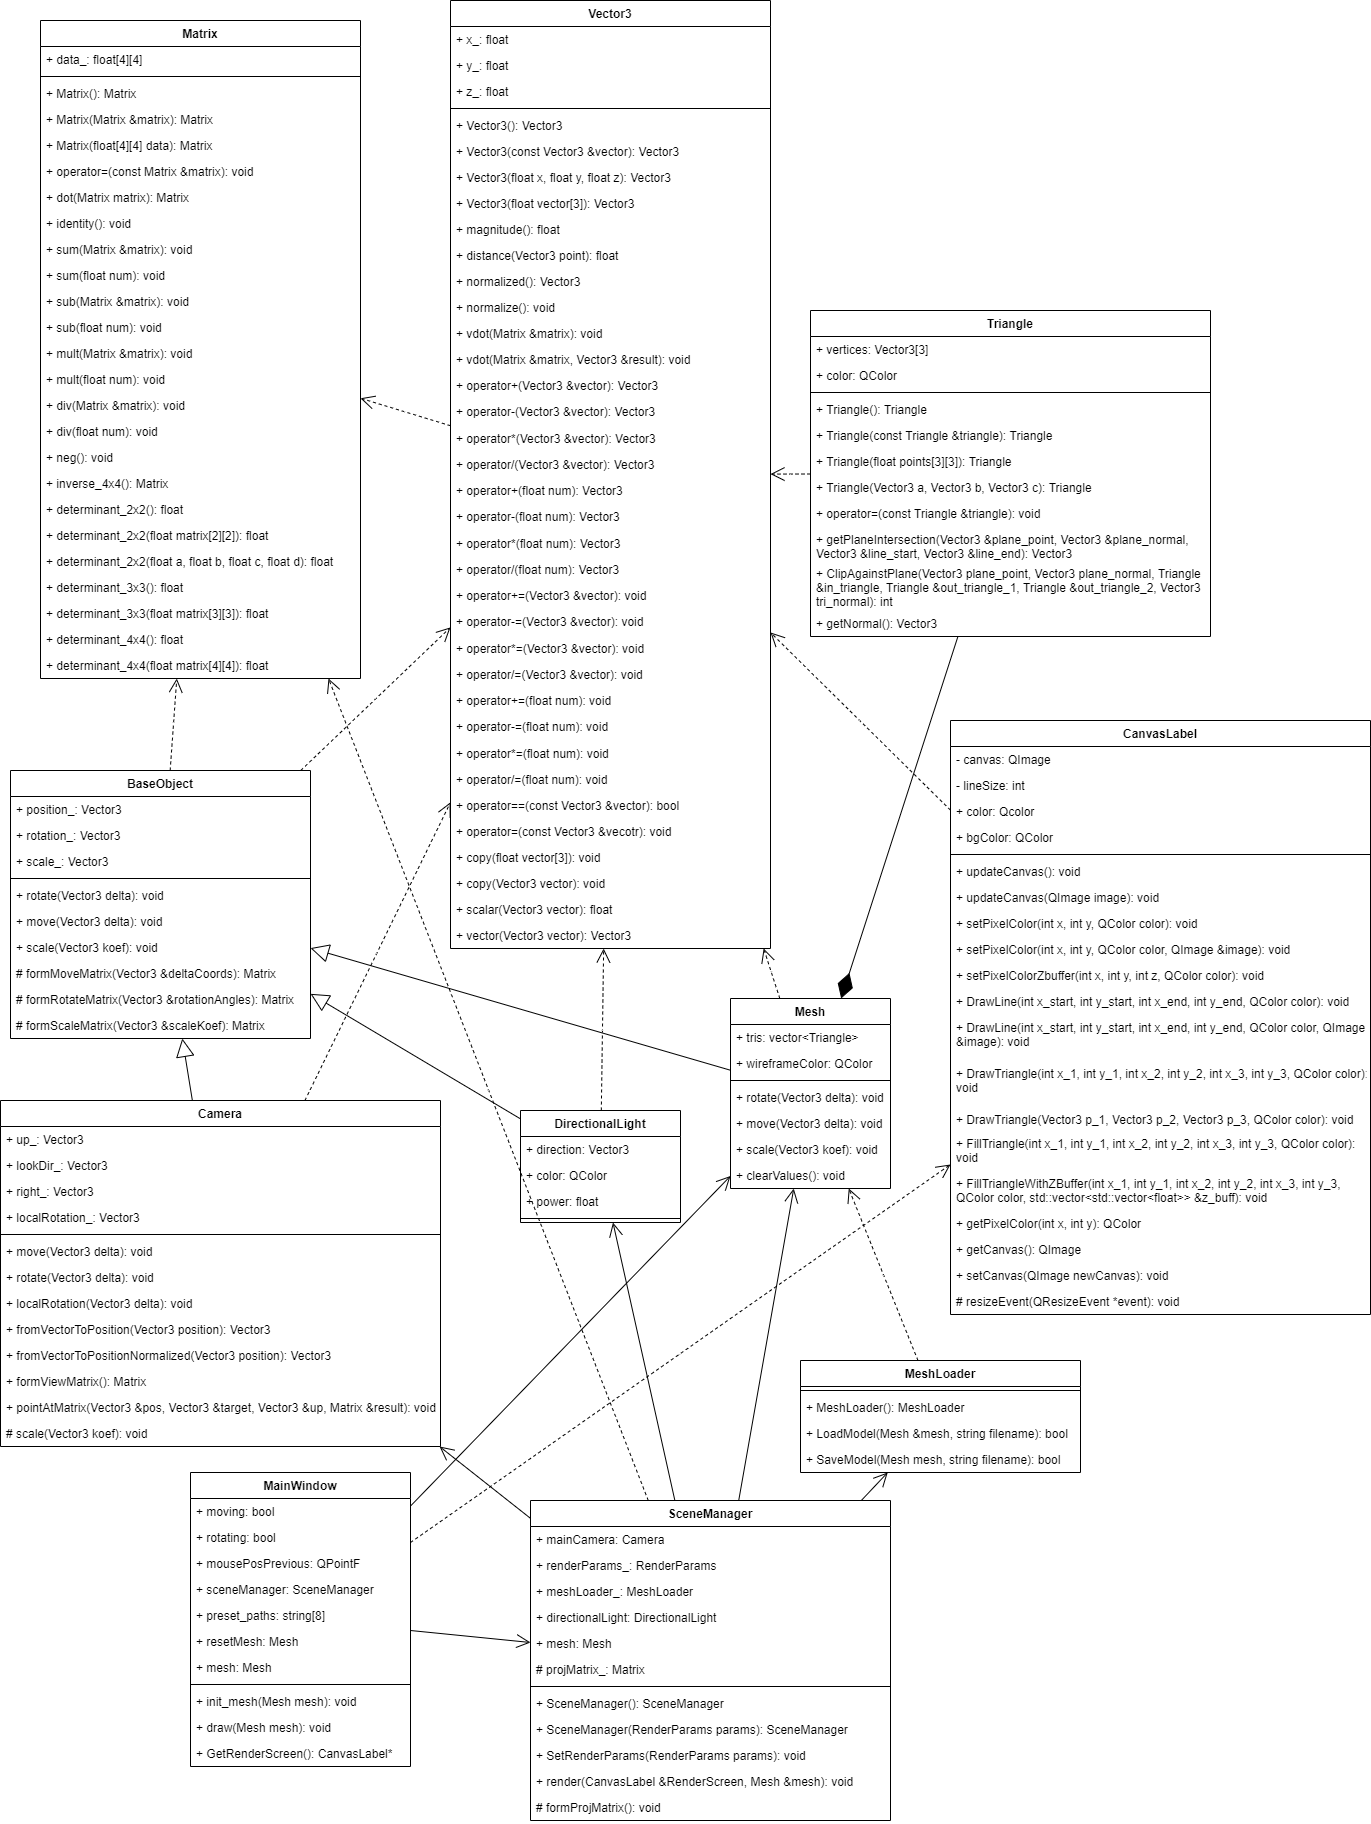 Matrix
+ data_: float[4][4]
+ Matrix(): Matrix
+ Matrix(Matrix &matrix): Matrix
+ Matrix(float[4][4] data): Matrix
+ operator=(const Matrix &matrix): void
+ dot(Matrix matrix): Matrix
+ identity(): void
+ sum(Matrix &matrix): void
+ sum(float num): void
+ sub(Matrix &matrix): void
+ sub(float num): void
+ mult(Matrix &matrix): void
+ mult(float num): void
+ div(Matrix &matrix): void
+ div(float num): void
+ neg(): void
+ inverse_4x4(): Matrix
+ determinant_2x2(): float
+ determinant_2x2(float matrix[2][2]): float
+ determinant_2x2(float a, float b, float c, float d): float
+ determinant_3x3(): float
+ determinant_3x3(float matrix[3][3]): float
+ determinant_4x4(): float
+ determinant_4x4(float matrix[4][4]): float
Vector3
+ x_: float
+ y_: float
+ z_: float
+ Vector3(): Vector3
+ Vector3(const Vector3 &vector): Vector3
+ Vector3(float x, float y, float z): Vector3
+ Vector3(float vector[3]): Vector3
+ magnitude(): float
+ distance(Vector3 point): float
+ normalized(): Vector3
+ normalize(): void
+ vdot(Matrix &matrix): void
+ vdot(Matrix &matrix, Vector3 &result): void
+ operator+(Vector3 &vector): Vector3
+ operator-(Vector3 &vector): Vector3
+ operator*(Vector3 &vector): Vector3
+ operator/(Vector3 &vector): Vector3
+ operator+(float num): Vector3
+ operator-(float num): Vector3
+ operator*(float num): Vector3
+ operator/(float num): Vector3
+ operator+=(Vector3 &vector): void
+ operator-=(Vector3 &vector): void
+ operator*=(Vector3 &vector): void
+ operator/=(Vector3 &vector): void
+ operator+=(float num): void
+ operator-=(float num): void
+ operator*=(float num): void
+ operator/=(float num): void
+ operator==(const Vector3 &vector): bool
+ operator=(const Vector3 &vecotr): void
+ copy(float vector[3]): void
+ copy(Vector3 vector): void
+ scalar(Vector3 vector): float
+ vector(Vector3 vector): Vector3
Triangle
+ vertices: Vector3[3]
+ color: QColor
+ Triangle(): Triangle
+ Triangle(const Triangle &triangle): Triangle
+ Triangle(float points[3][3]): Triangle
+ Triangle(Vector3 a, Vector3 b, Vector3 c): Triangle
+ operator=(const Triangle &triangle): void
+ getPlaneIntersection(Vector3 &plane_point, Vector3 &plane_normal,
Vector3 &line_start, Vector3 &line_end): Vector3
+ ClipAgainstPlane(Vector3 plane_point, Vector3 plane_normal, Triangle
&in_triangle, Triangle &out_triangle_1, Triangle &out_triangle_2, Vector3
tri_normal): int
+ getNormal(): Vector3
CanvasLabel
- canvas: QImage
- lineSize: int
+ color: Qcolor
+ bgColor: QColor
+ updateCanvas(): void
+ updateCanvas(QImage image): void
+ setPixelColor(int x, int y, QColor color): void
+ setPixelColor(int x, int y, QColor color, QImage &image): void
+ setPixelColorZbuffer(int x, int y, int z, QColor color): void
+ DrawLine(int x_start, int y_start, int x_end, int y_end, QColor color): void
+ DrawLine(int x_start, int y_start, int x_end, int y_end, QColor color, QImage
&image): void
+ DrawTriangle(int x_1, int y_1, int x_2, int y_2, int x_3, int y_3, QColor color):
void
+ DrawTriangle(Vector3 p_1, Vector3 p_2, Vector3 p_3, QColor color): void
+ FillTriangle(int x_1, int y_1, int x_2, int y_2, int x_3, int y_3, QColor color):
void
+ FillTriangleWithZBuffer(int x_1, int y_1, int x_2, int y_2, int x_3, int y_3,
QColor color, std::vector<std::vector<float>> &z_buff): void
+ getPixelColor(int x, int y): QColor
+ getCanvas(): QImage
+ setCanvas(QImage newCanvas): void
# resizeEvent(QResizeEvent *event): void
BaseObject
+ position_: Vector3
+ rotation_: Vector3
+ scale_: Vector3
+ rotate(Vector3 delta): void
+ move(Vector3 delta): void
+ scale(Vector3 koef): void
# formMoveMatrix(Vector3 &deltaCoords): Matrix
# formRotateMatrix(Vector3 &rotationAngles): Matrix
# formScaleMatrix(Vector3 &scaleKoef): Matrix
Mesh
+ tris: vector<Triangle>
+ wireframeColor: QColor
+ rotate(Vector3 delta): void
+ move(Vector3 delta): void
+ scale(Vector3 koef): void
+ clearValues(): void
Camera
+ up_: Vector3
+ lookDir_: Vector3
+ right_: Vector3
+ localRotation_: Vector3
+ move(Vector3 delta): void
+ rotate(Vector3 delta): void
+ localRotation(Vector3 delta): void
+ fromVectorToPosition(Vector3 position): Vector3
+ fromVectorToPositionNormalized(Vector3 position): Vector3
+ formViewMatrix(): Matrix
+ pointAtMatrix(Vector3 &pos, Vector3 &target, Vector3 &up, Matrix &result): void
# scale(Vector3 koef): void
DirectionalLight
+ direction: Vector3
+ color: QColor
+ power: float
MeshLoader
+ MeshLoader(): MeshLoader
+ LoadModel(Mesh &mesh, string filename): bool
+ SaveModel(Mesh mesh, string filename): bool
MainWindow
+ moving: bool
+ rotating: bool
+ mousePosPrevious: QPointF
+ sceneManager: SceneManager
+ preset_paths: string[8]
+ resetMesh: Mesh
+ mesh: Mesh
+ init_mesh(Mesh mesh): void
+ draw(Mesh mesh): void
+ GetRenderScreen(): CanvasLabel*
SceneManager
+ mainCamera: Camera
+ renderParams_: RenderParams
+ meshLoader_: MeshLoader
+ directionalLight: DirectionalLight
+ mesh: Mesh
# projMatrix_: Matrix
+ SceneManager(): SceneManager
+ SceneManager(RenderParams params): SceneManager
+ SetRenderParams(RenderParams params): void
+ render(CanvasLabel &RenderScreen, Mesh &mesh): void
# formProjMatrix(): void